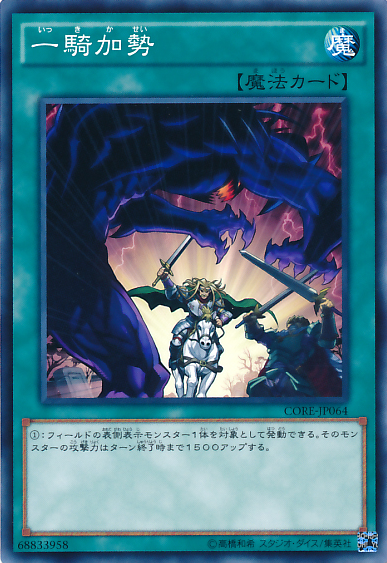 いっきかせい
一騎加勢
魔
まほう
【魔法カード】
CORE-JP064
①:フィールドの表側表示モンスター1体を対象として発動できる。そのモン
スターの攻撃力はターン終了時まで1500アップする。
68833958
©高橋和希 スタジオ・ダイス/集英社